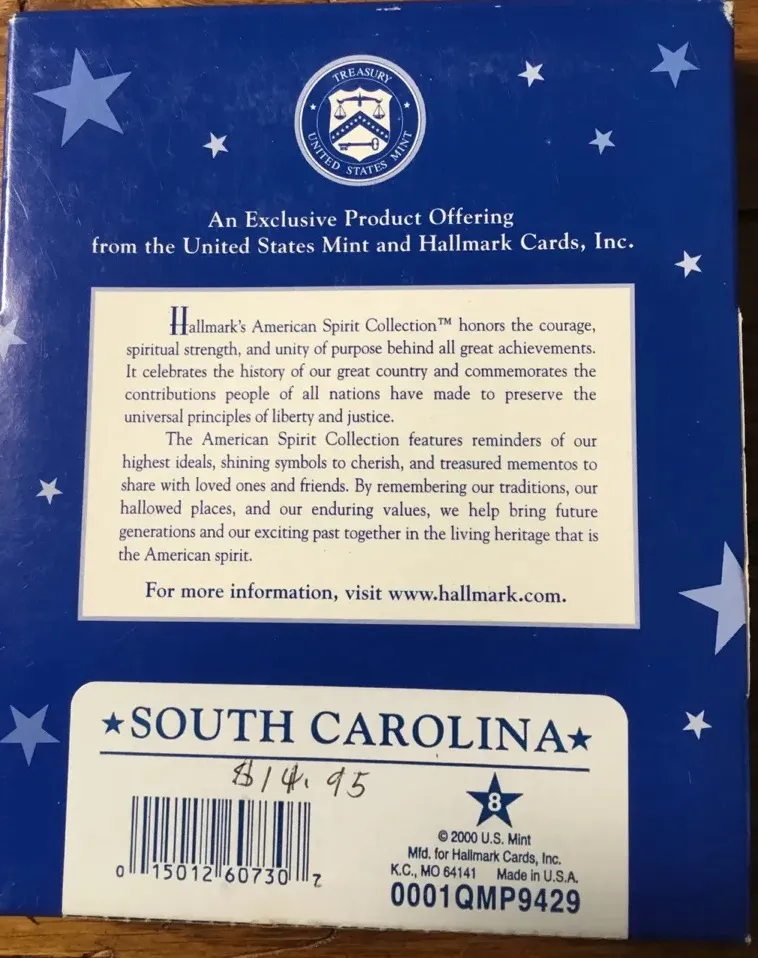 TREASURY
UNITED STATES MINT
An Exclusive Product Offering
from the United States Mint and Hallmark Cards, Inc.
Hallmark's American Spirit Collection™ honors the courage,
spiritual strength, and unity of purpose behind all great achievements.
It celebrates the history of our great country and commemorates the
contributions people of all nations have made to preserve the
universal principles of liberty and justice.
The American Spirit Collection features reminders of our
highest ideals, shining symbols to cherish, and treasured mementos to
share with loved ones and friends. By remembering our traditions, our
hallowed places, and our enduring values, we help bring future
generations and our exciting past together in the living heritage that is
the American spirit.
For more information, visit www.hallmark.com.
★SOUTH CAROLINA★
$14.95
8
© 2000 U.S. Mint
Mfd. for Hallmark Cards, Inc.
K.C., MO 64141 Made in U.S.A.
0001QMP9429
0 15012 60730 7